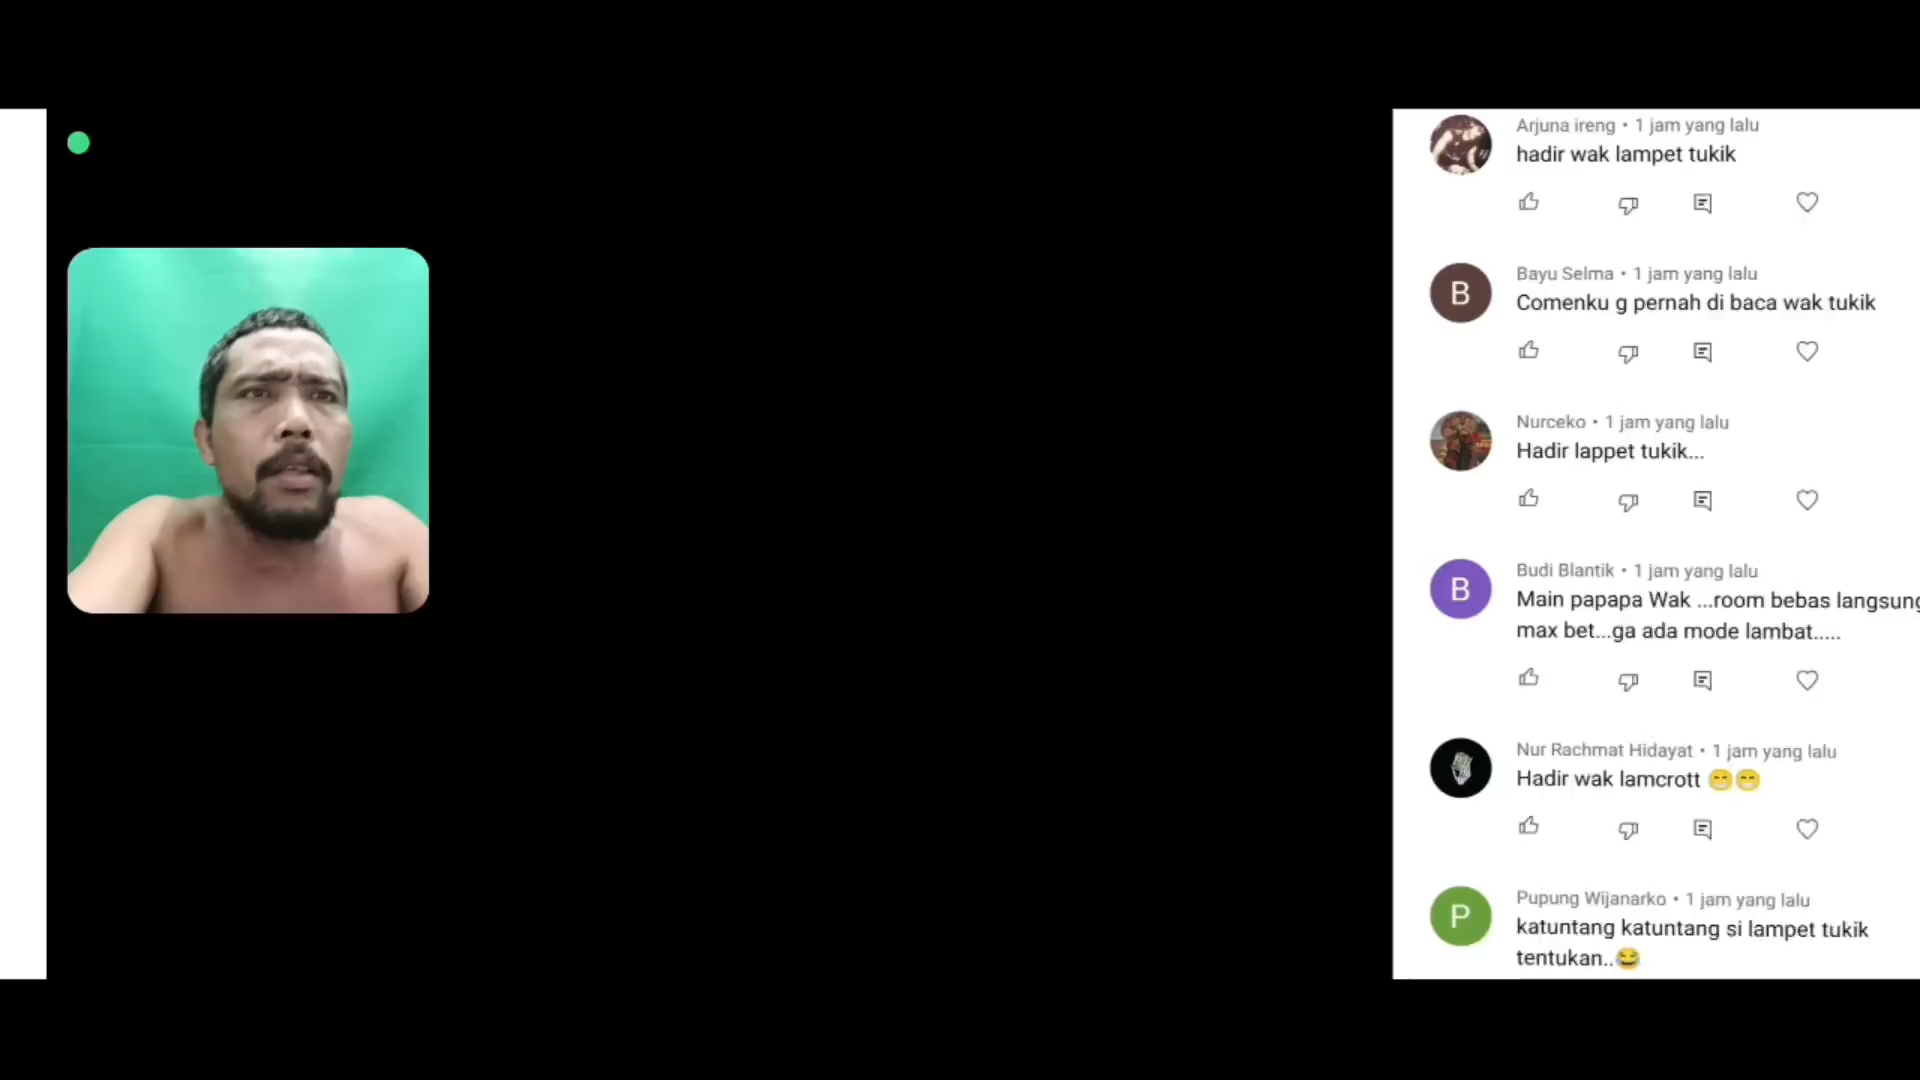 Arjuna ireng • 1 jam yang lalu
hadir wak lampet tukik
B
Bayu Selma • 1 jam yang lalu
Comenku g pernah di baca wak tukik
Nurceko • 1 jam yang lalu
Hadir lappet tukik...
B
Budi Blantik • 1 jam yang lalu
Main papapa Wak ...room bebas langsung
max bet...ga ada mode lambat.....
Nur Rachmat Hidayat • 1 jam yang lalu
Hadir wak lamcrott 😁😁
P
Pupung Wijanarko • 1 jam yang lalu
katuntang katuntang si lampet tukik
tentukan..😂